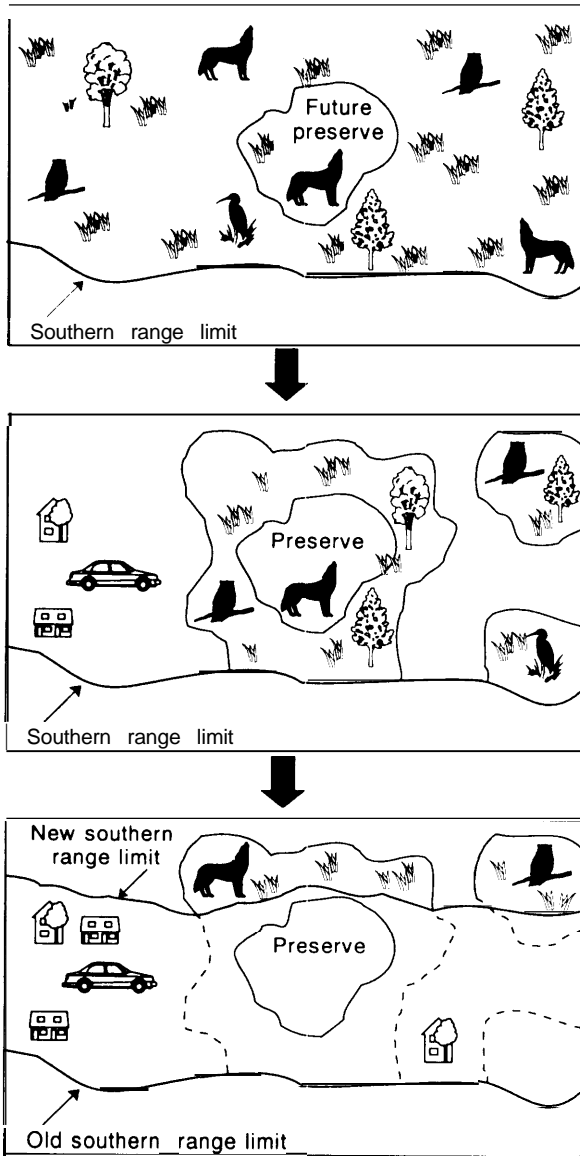 Future
preserve
Southern range limit
Preserve
Southern range limit
New southern
range limit
Preserve
Old southern range limit